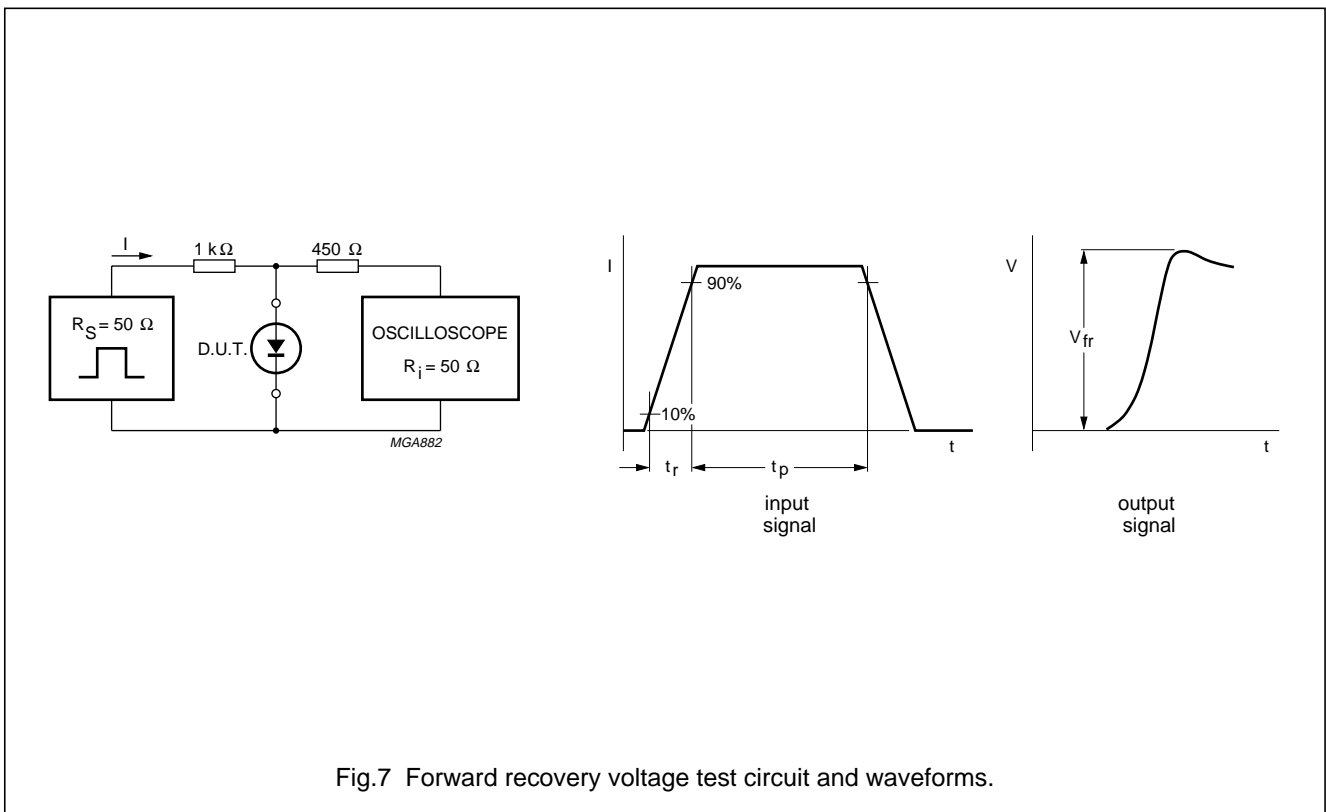 I
1 kΩ
450 Ω
R_S = 50 Ω
D.U.T.
OSCILLOSCOPE
R_i = 50 Ω
MGA882
I
90%
10%
t
t_r
t_p
input
signal
V
V_fr
t
output
signal
Fig.7 Forward recovery voltage test circuit and waveforms.